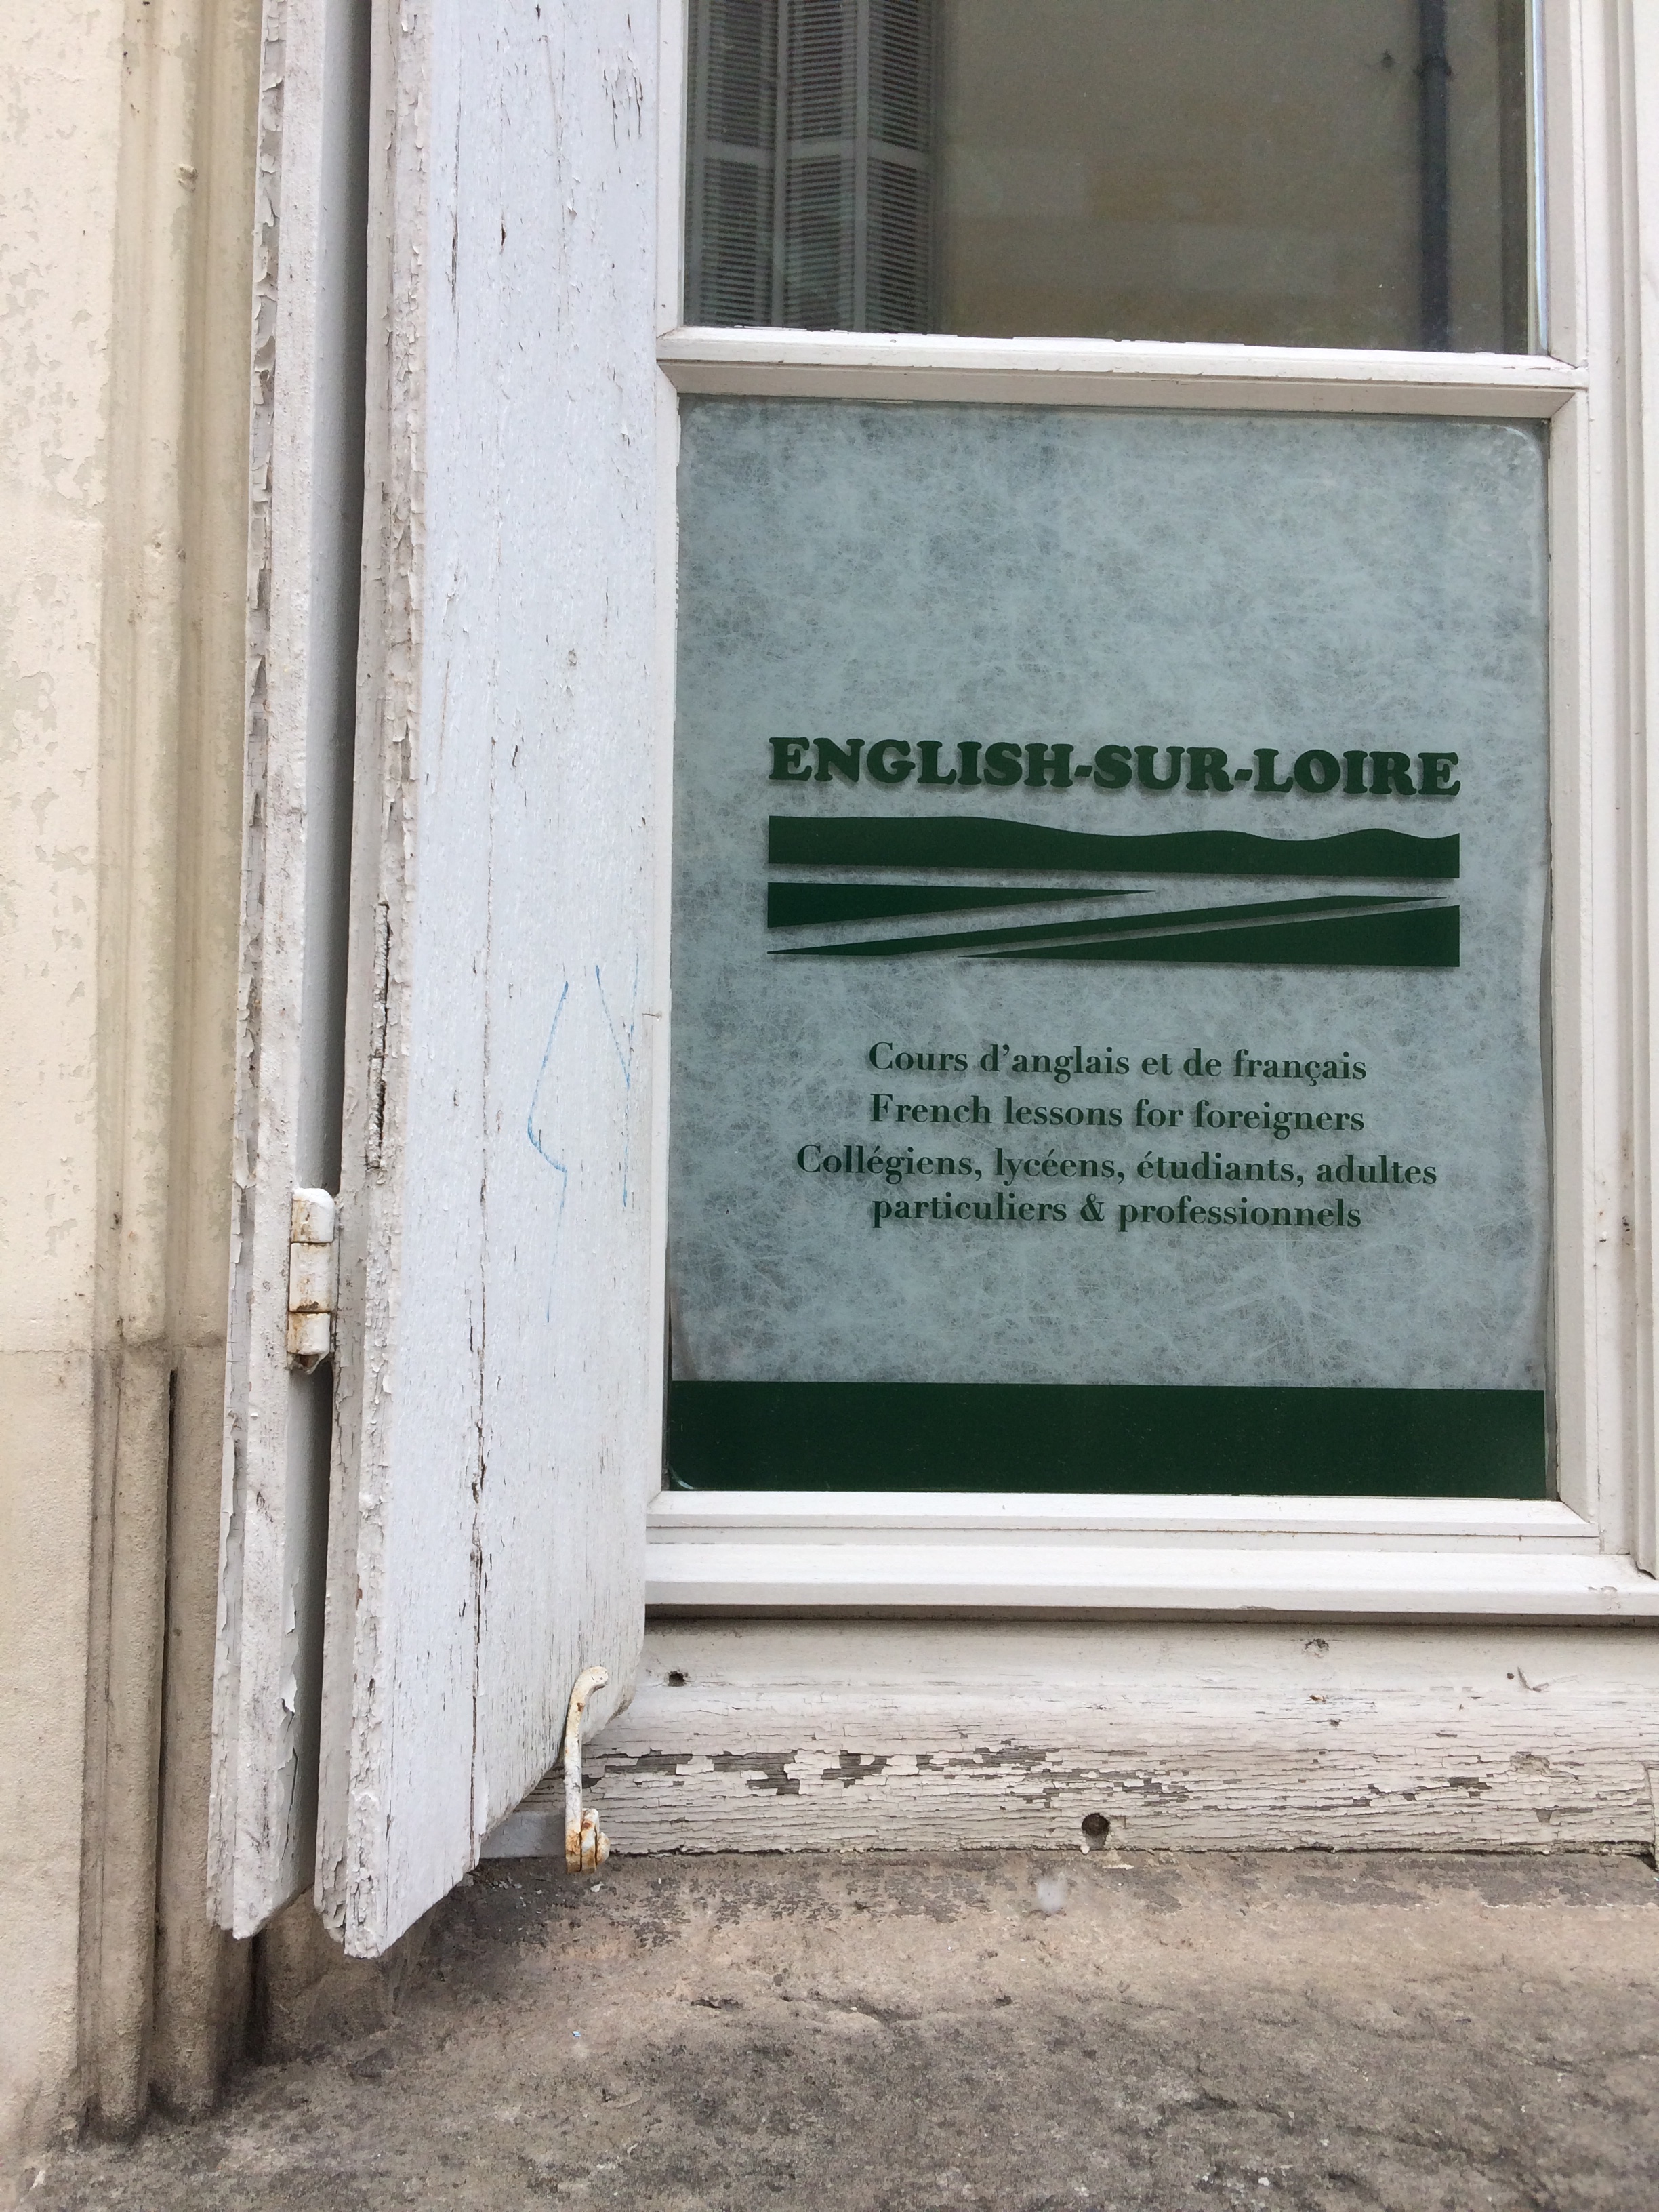 ENGLISH-SUR-LOIRE
Cours d'anglais et de français
French lessons for foreigners
Collégiens, lycéens, étudiants, adultes
particuliers & professionnels